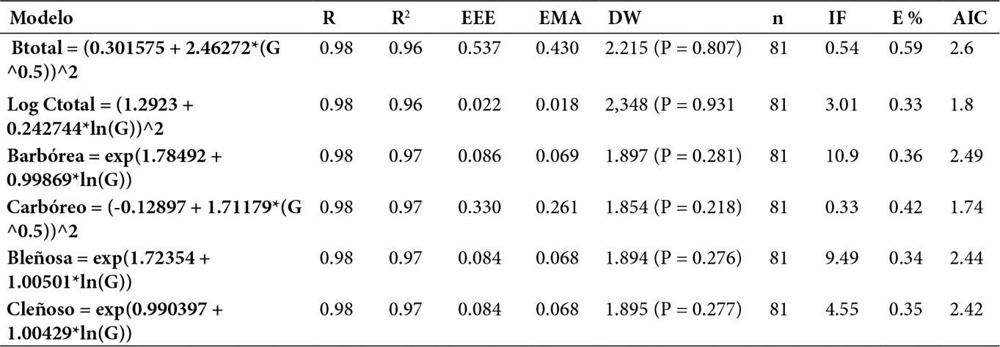 Modelo R R² EEE EMA DW n IF E % AIC
Btotal = (0.301575 + 2.46272*(G 0.98 0.96 0.537 0.430 2.215 (P = 0.807) 81 0.54 0.59 2.6
^0.5))^2
Log Ctotal = (1.2923 + 0.98 0.96 0.022 0.018 2,348 (P = 0.931 81 3.01 0.33 1.8
0.242744*ln(G))^2
Barbórea = exp(1.78492 + 0.98 0.97 0.086 0.069 1.897 (P = 0.281) 81 10.9 0.36 2.49
0.99869*ln(G))
Carbóreo = (-0.12897 + 1.71179*(G 0.98 0.97 0.330 0.261 1.854 (P = 0.218) 81 0.33 0.42 1.74
^0.5))^2
Bleñosa = exp(1.72354 + 0.98 0.97 0.084 0.068 1.894 (P = 0.276) 81 9.49 0.34 2.44
1.00501*ln(G))
Cleñoso = exp(0.990397 + 0.98 0.97 0.084 0.068 1.895 (P = 0.277) 81 4.55 0.35 2.42
1.00429*ln(G))